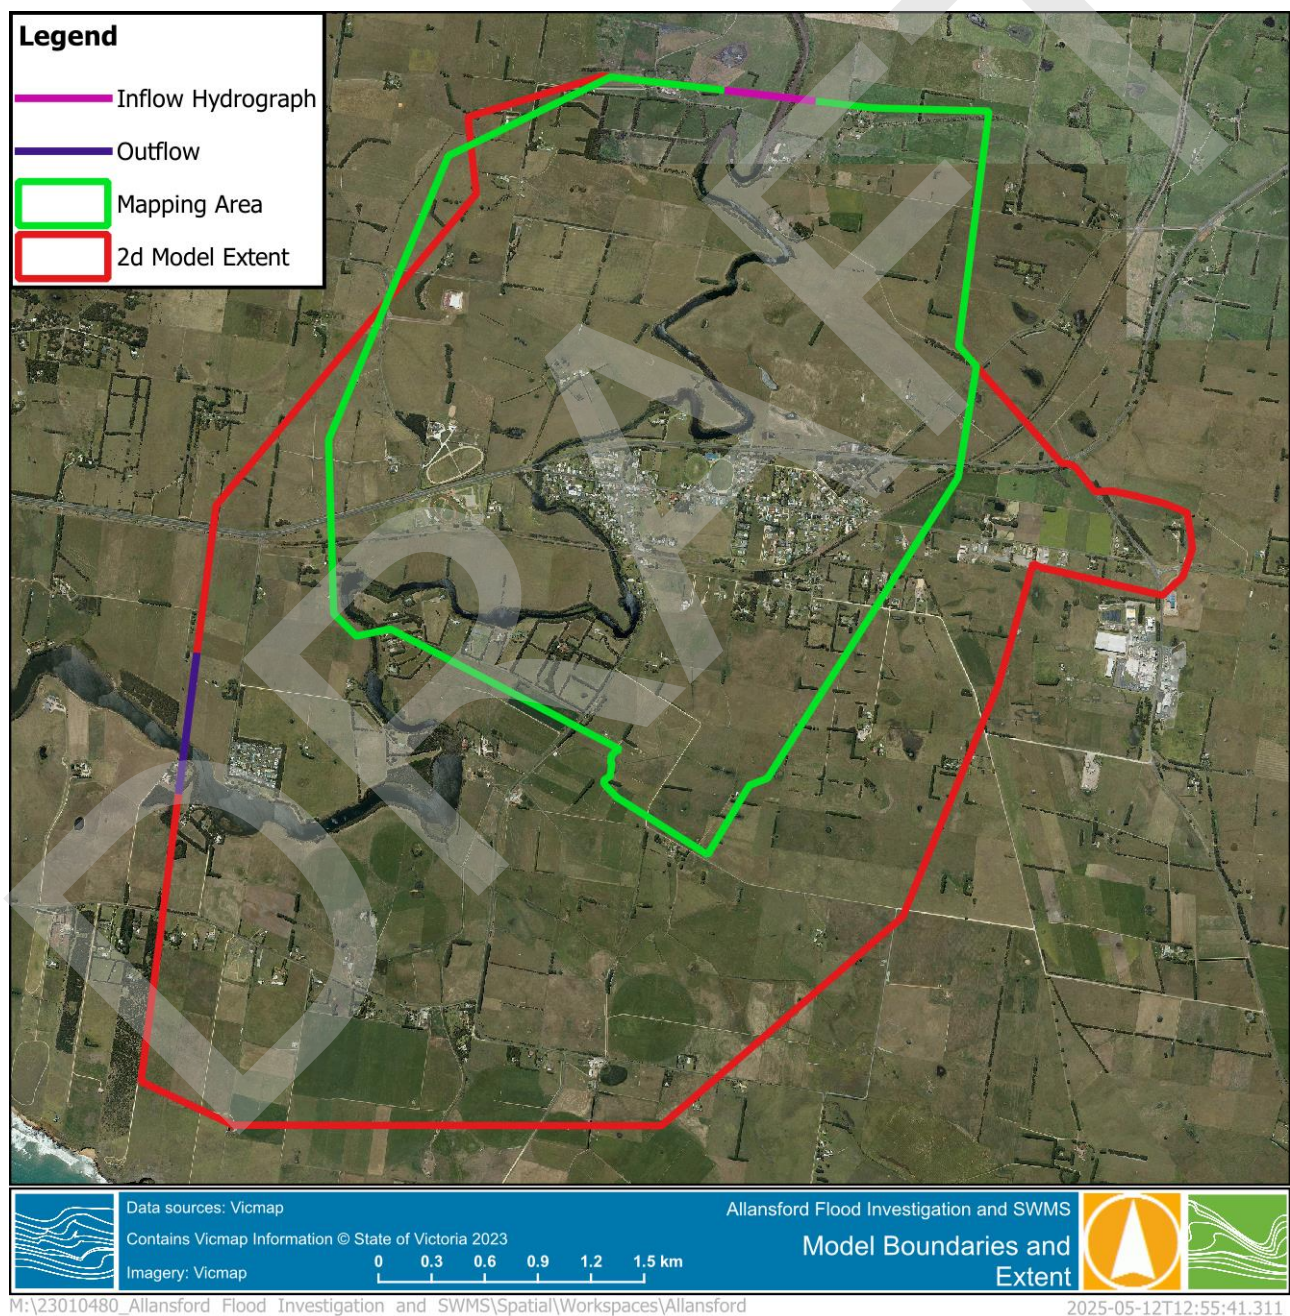 Legend
Inflow Hydrograph
Outflow
Mapping Area
2d Model Extent
DRAFT
Data sources: Vicmap
Contains Vicmap Information © State of Victoria 2023
Imagery: Vicmap
0 0.3 0.6 0.9 1.2 1.5 km
Allansford Flood Investigation and SWMS
Model Boundaries and
Extent
M:\23010480_Allansford Flood Investigation and SWMS\Spatial\Workspaces\Allansford
2025-05-12T12:55:41.311